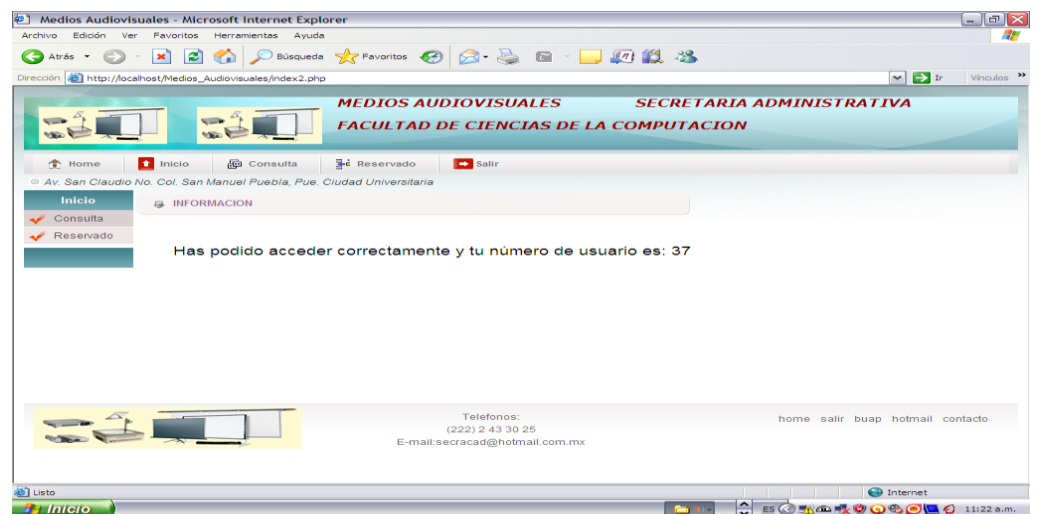 Medios Audiovisuales - Microsoft Internet Explorer
Archivo Edición Ver Favoritos Herramientas Ayuda
Atrás Búsqueda Favoritos
Dirección http://localhost/Medios_Audiovisuales/index2.php Ir Vínculos »
MEDIOS AUDIOVISUALES SECRETARIA ADMINISTRATIVA
FACULTAD DE CIENCIAS DE LA COMPUTACION
Home Inicio Consulta Reservado Salir
Av. San Claudio No. Col. San Manuel Puebla, Pue. Ciudad Universitaria
Inicio
INFORMACION
Consulta
Reservado
Has podido acceder correctamente y tu número de usuario es: 37
Telefonos:
(222) 2 43 30 25
E-mail:secracad@hotmail.com.mx
home salir buap hotmail contacto
Listo Internet
Inicio ES 11:22 a.m.